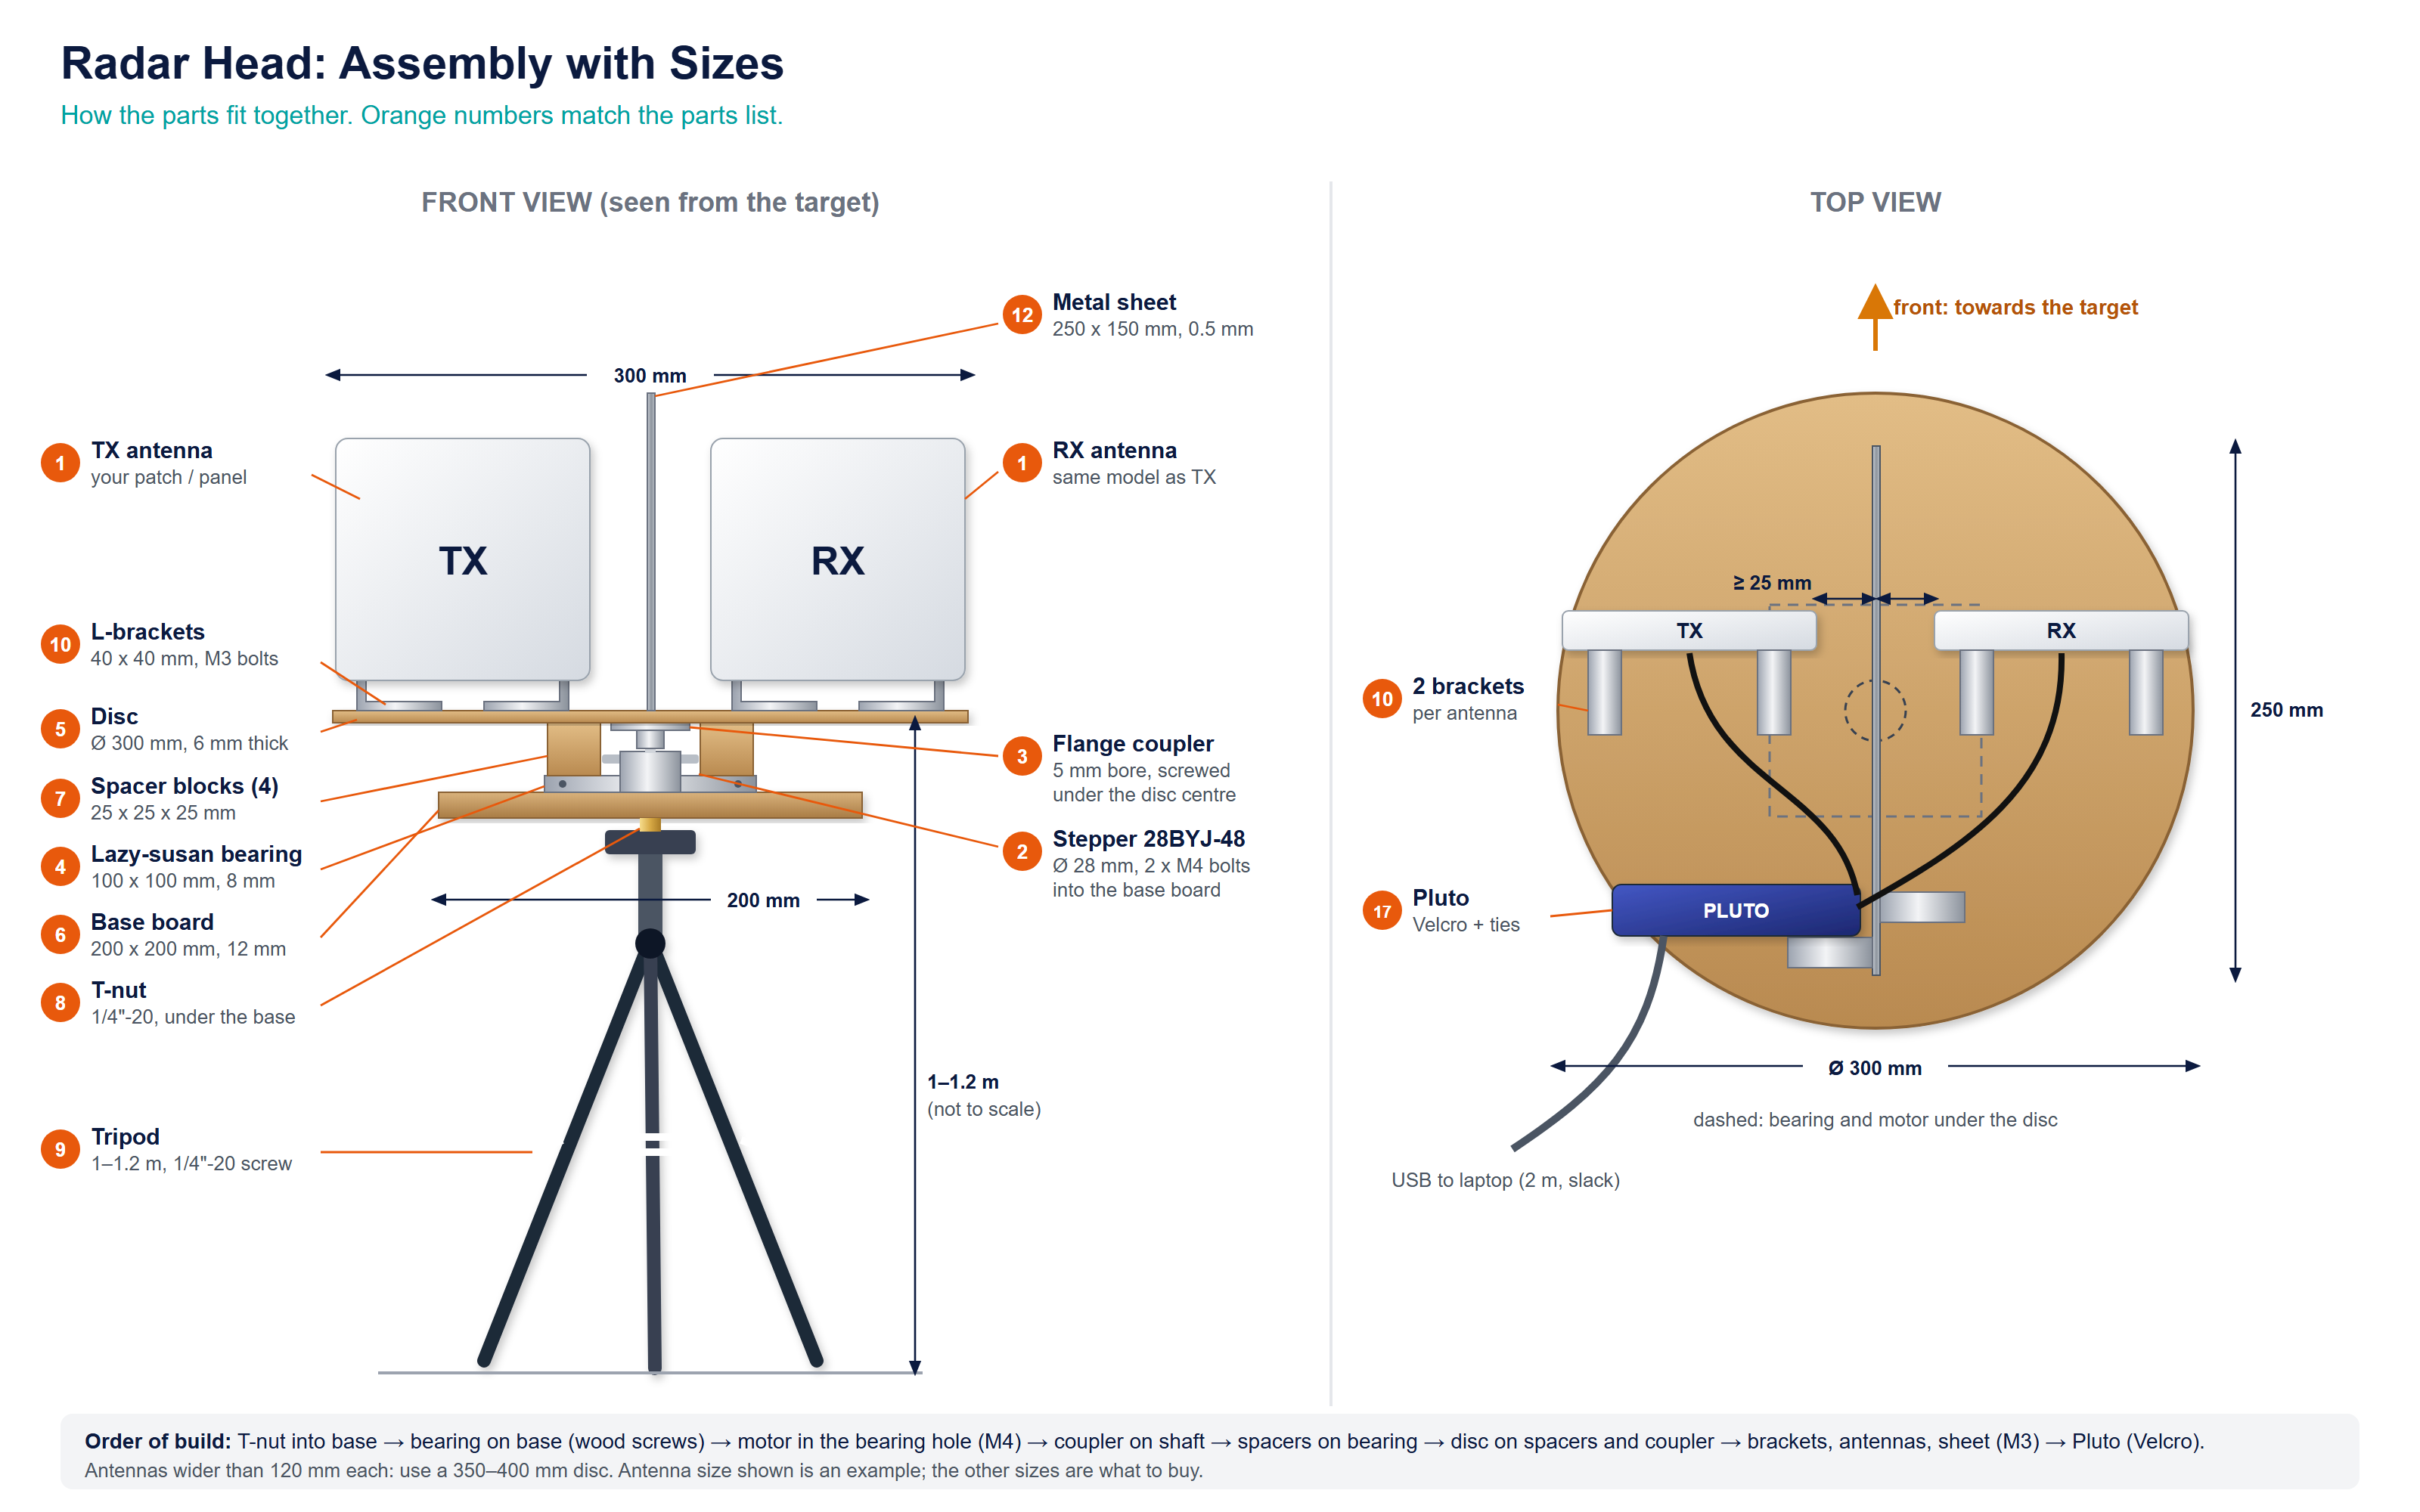 Radar Head: Assembly with Sizes
How the parts fit together. Orange numbers match the parts list.
FRONT VIEW (seen from the target)
12
Metal sheet
250 x 150 mm, 0.5 mm
300 mm
1
TX antenna
your patch / panel
TX
RX
1
RX antenna
same model as TX
10
L-brackets
40 x 40 mm, M3 bolts
5
Disc
Ø 300 mm, 6 mm thick
7
Spacer blocks (4)
25 x 25 x 25 mm
4
Lazy-susan bearing
100 x 100 mm, 8 mm
6
Base board
200 x 200 mm, 12 mm
8
T-nut
1/4"-20, under the base
9
Tripod
1–1.2 m, 1/4"-20 screw
3
Flange coupler
5 mm bore, screwed
under the disc centre
2
Stepper 28BYJ-48
Ø 28 mm, 2 x M4 bolts
into the base board
200 mm
1–1.2 m
(not to scale)
TOP VIEW
front: towards the target
≥ 25 mm
TX
RX
10
2 brackets
per antenna
250 mm
17
Pluto
Velcro + ties
PLUTO
Ø 300 mm
dashed: bearing and motor under the disc
USB to laptop (2 m, slack)
Order of build: T-nut into base → bearing on base (wood screws) → motor in the bearing hole (M4) → coupler on shaft → spacers on bearing → disc on spacers and coupler → brackets, antennas, sheet (M3) → Pluto (Velcro).
Antennas wider than 120 mm each: use a 350–400 mm disc. Antenna size shown is an example; the other sizes are what to buy.